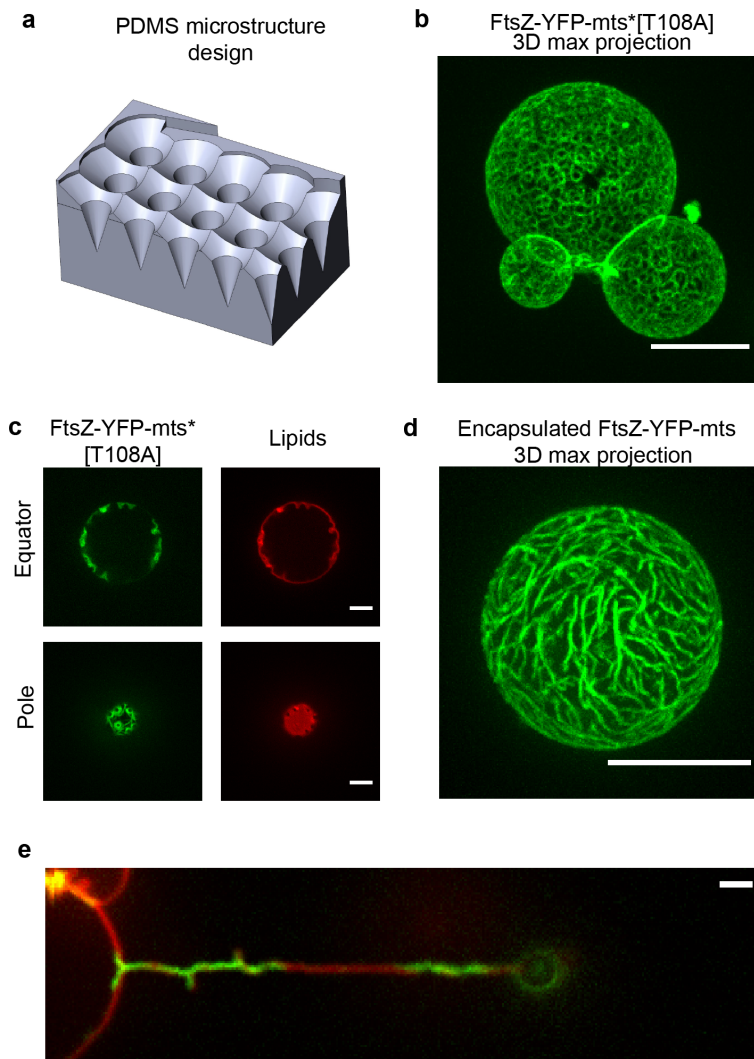 a
PDMS microstructure
design
b
FtsZ-YFP-mts*[T108A]
3D max projection
c
FtsZ-YFP-mts*
[T108A]
Lipids
Equator
Pole
d
Encapsulated FtsZ-YFP-mts
3D max projection
e